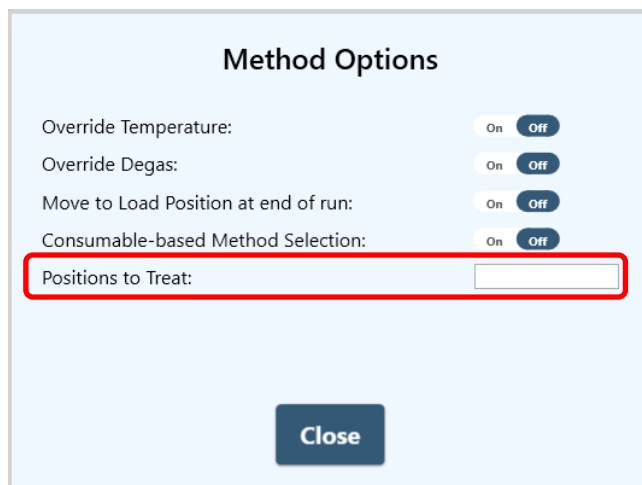 Method Options
Override Temperature: On Off
Override Degas: On Off
Move to Load Position at end of run: On Off
Consumable-based Method Selection: On Off
Positions to Treat:
Close